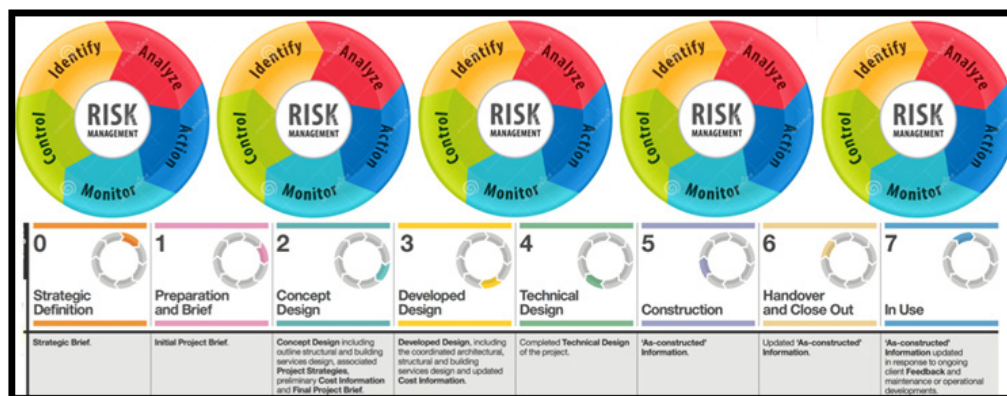 Identify Analyze Action Monitor Control
RISK
MANAGEMENT
Identify Analyze Action Monitor Control
RISK
MANAGEMENT
Identify Analyze Action Monitor Control
RISK
MANAGEMENT
Identify Analyze Action Monitor Control
RISK
MANAGEMENT
Identify Analyze Action Monitor Control
RISK
MANAGEMENT
0
Strategic
Definition
Strategic Brief.
1
Preparation
and Brief
Initial Project Brief.
2
Concept
Design
Concept Design including
outline structural and building
services design, associated
Project Strategies,
preliminary Cost Information
and Final Project Brief.
3
Developed
Design
Developed Design, including
the coordinated architectural,
structural and building
services design and updated
Cost Information.
4
Technical
Design
Completed Technical Design
of the project.
5
Construction
'As-constructed'
Information.
6
Handover
and Close Out
Updated 'As-constructed'
Information.
7
In Use
'As-constructed'
Information updated
in response to ongoing
client Feedback and
maintenance or operational
developments.